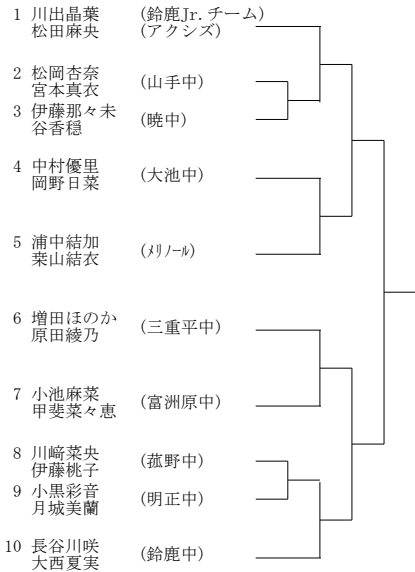 1 川出晶葉 (鈴鹿Jr.チーム)
松田麻央 (アクシズ)
2 松岡杏奈 (山手中)
宮本真衣
3 伊藤那々未 (暁中)
谷香穏
4 中村優里 (大池中)
岡野日菜
5 浦中結加 (ﾒﾘﾉｰﾙ)
桒山結衣
6 増田ほのか (三重平中)
原田綾乃
7 小池麻菜 (富洲原中)
甲斐菜々恵
8 川﨑菜央 (菰野中)
伊藤桃子
9 小黒彩音 (明正中)
月城美蘭
10 長谷川咲 (鈴鹿中)
大西夏実